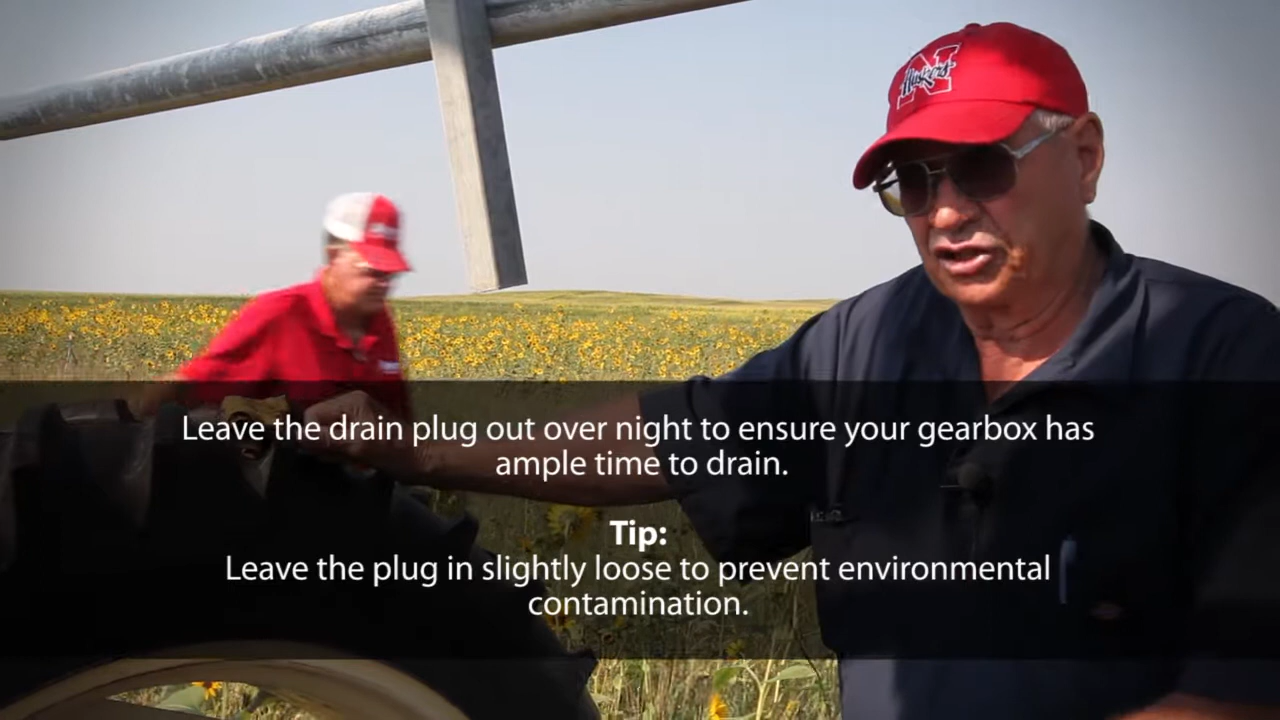 Huskers
Leave the drain plug out over night to ensure your gearbox has
ample time to drain.
Tip:
Leave the plug in slightly loose to prevent environmental
contamination.